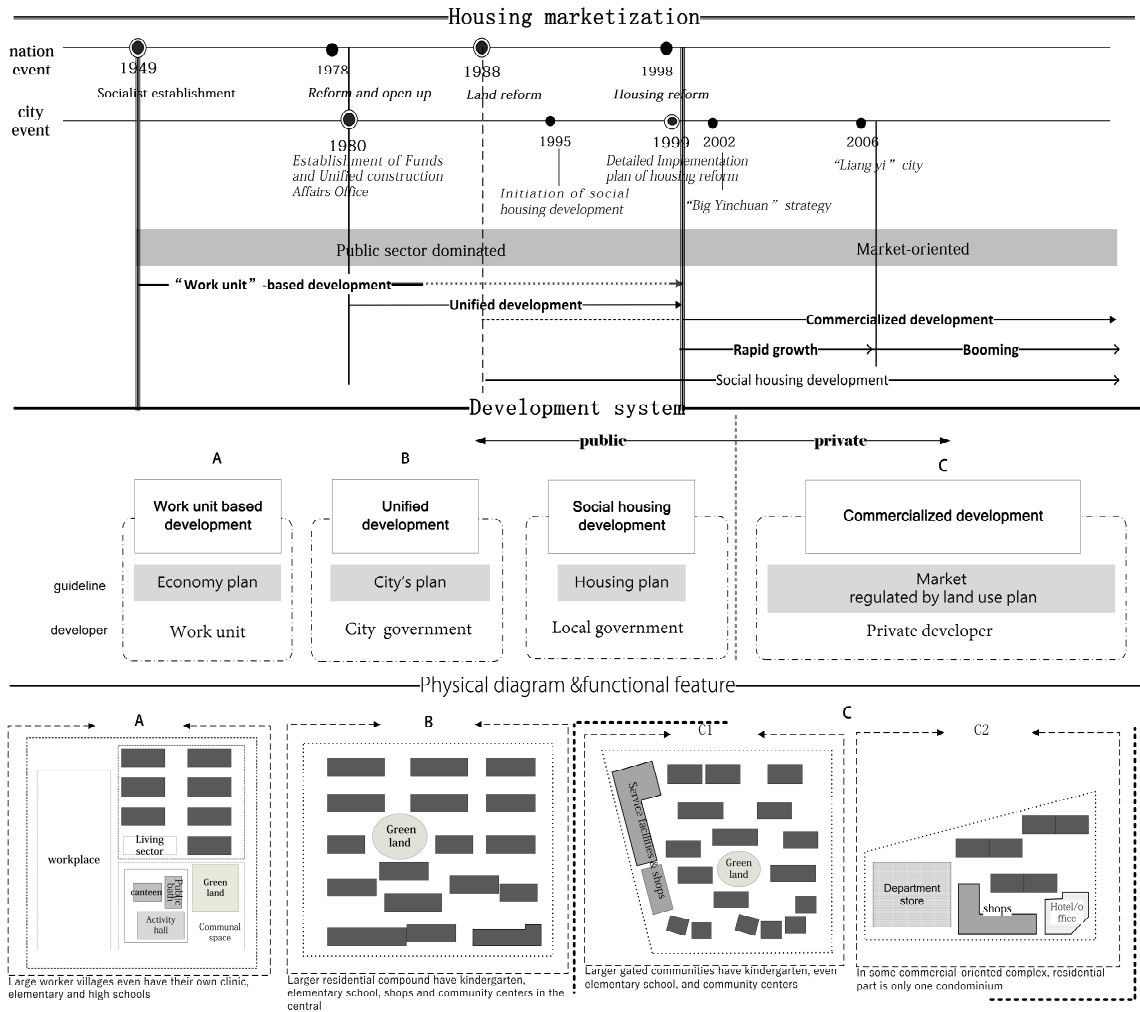 Housing marketization
nation
event
1949
1978
1988
1998
Socialist establishment
Reform and open up
Land reform
Housing reform
city
event
1980
1995
1999
2002
2006
Establishment of Funds
and Unified construction
Affairs Office
Initiation of social
housing development
Detailed Implementation
plan of housing reform
“Big Yinchuan” strategy
“Liang yi” city
Public sector dominated
Market-oriented
“Work unit” -based development
Unified development
Commercialized development
Rapid growth
Booming
Social housing development
Development system
public
private
A
B
C
Work unit based
development
Unified
development
Social housing
development
Commercialized development
guideline
Economy plan
City's plan
Housing plan
Market
regulated by land use plan
developer
Work unit
City government
Local government
Private developer
Physical diagram &functional feature
A
workplace
Living
sector
canteen
Public
bath
Activity
hall
Green
land
Communal
space
Large worker villages even have their own clinic,
elementary and high schools
B
Green
land
Larger residential compound have kindergarten,
elementary school, shops and community centers in the
central
C
C1
Service facilities & shops
Green
land
Larger gated communities have kindergarten, even
elementary school, and community centers
C2
Department
store
shops
Hotel/o
ffice
In some commercial oriented complex, residential
part is only one condominium